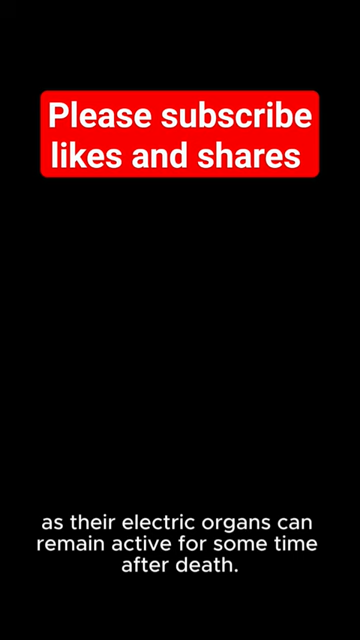 Please subscribe
likes and shares
as their electric organs can
remain active for some time
after death.